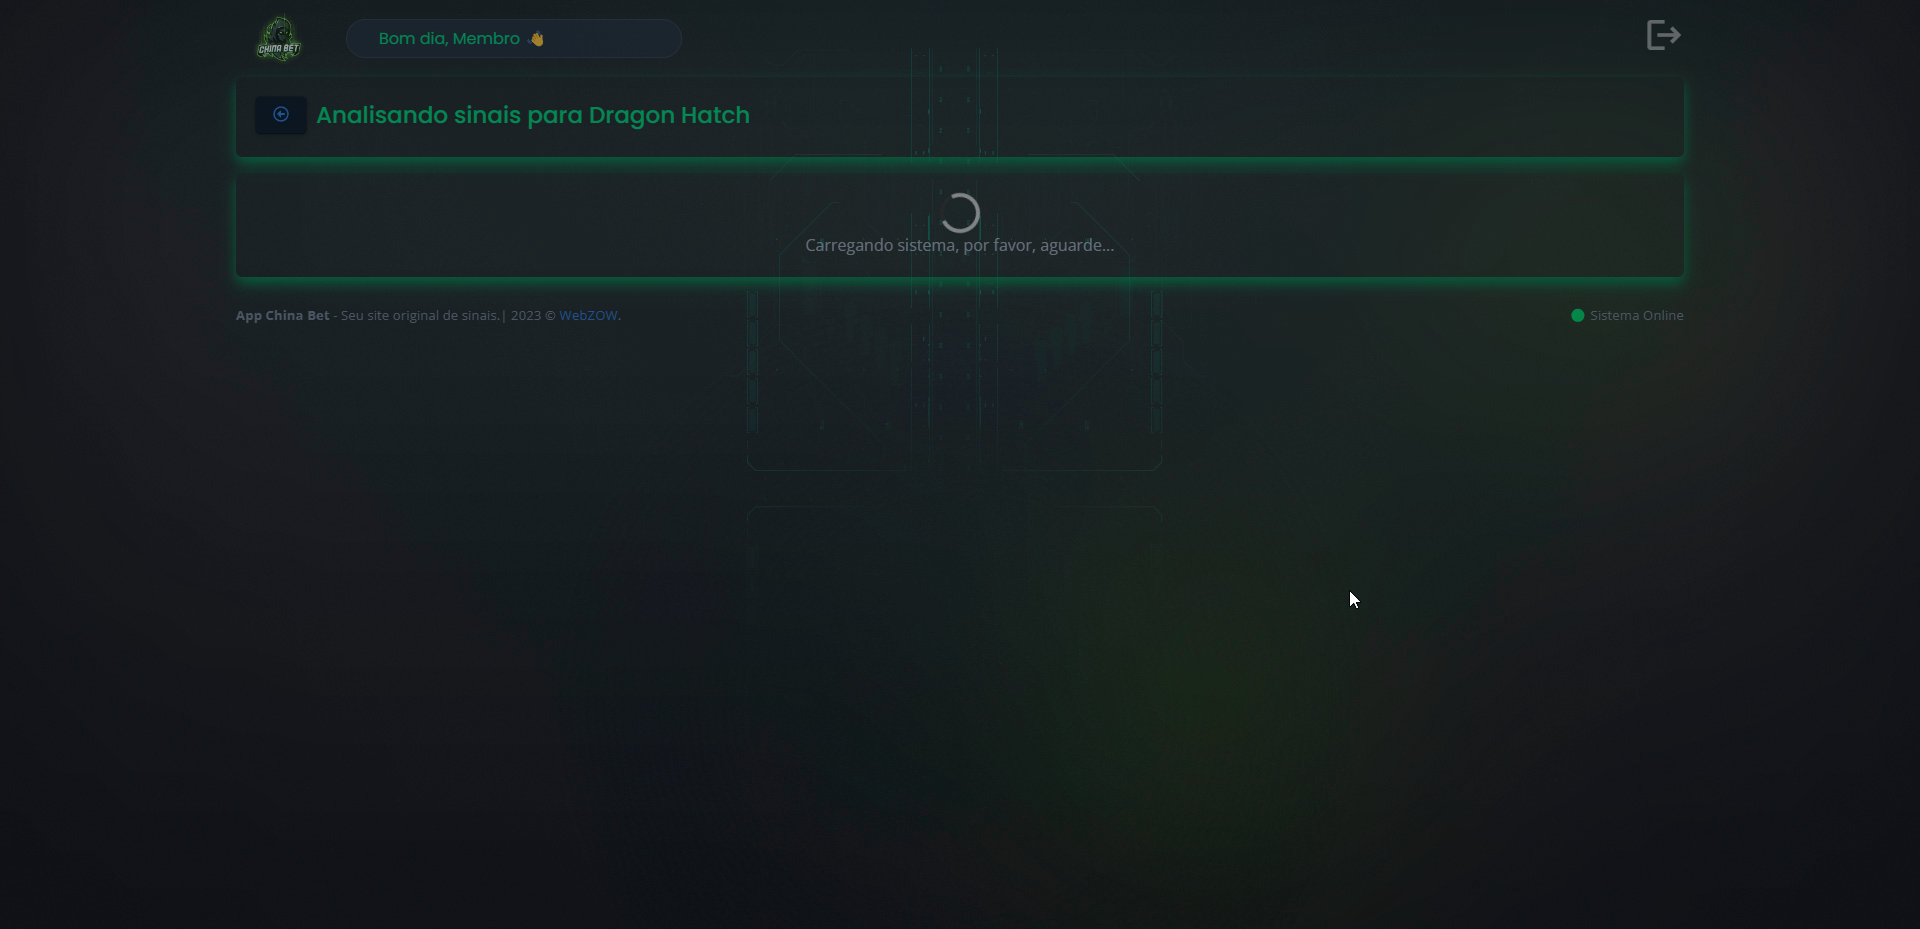 CHINA BET
Bom dia, Membro 👋
Analisando sinais para Dragon Hatch
Carregando sistema, por favor, aguarde...
App China Bet - Seu site original de sinais.| 2023 © WebZOW.
Sistema Online